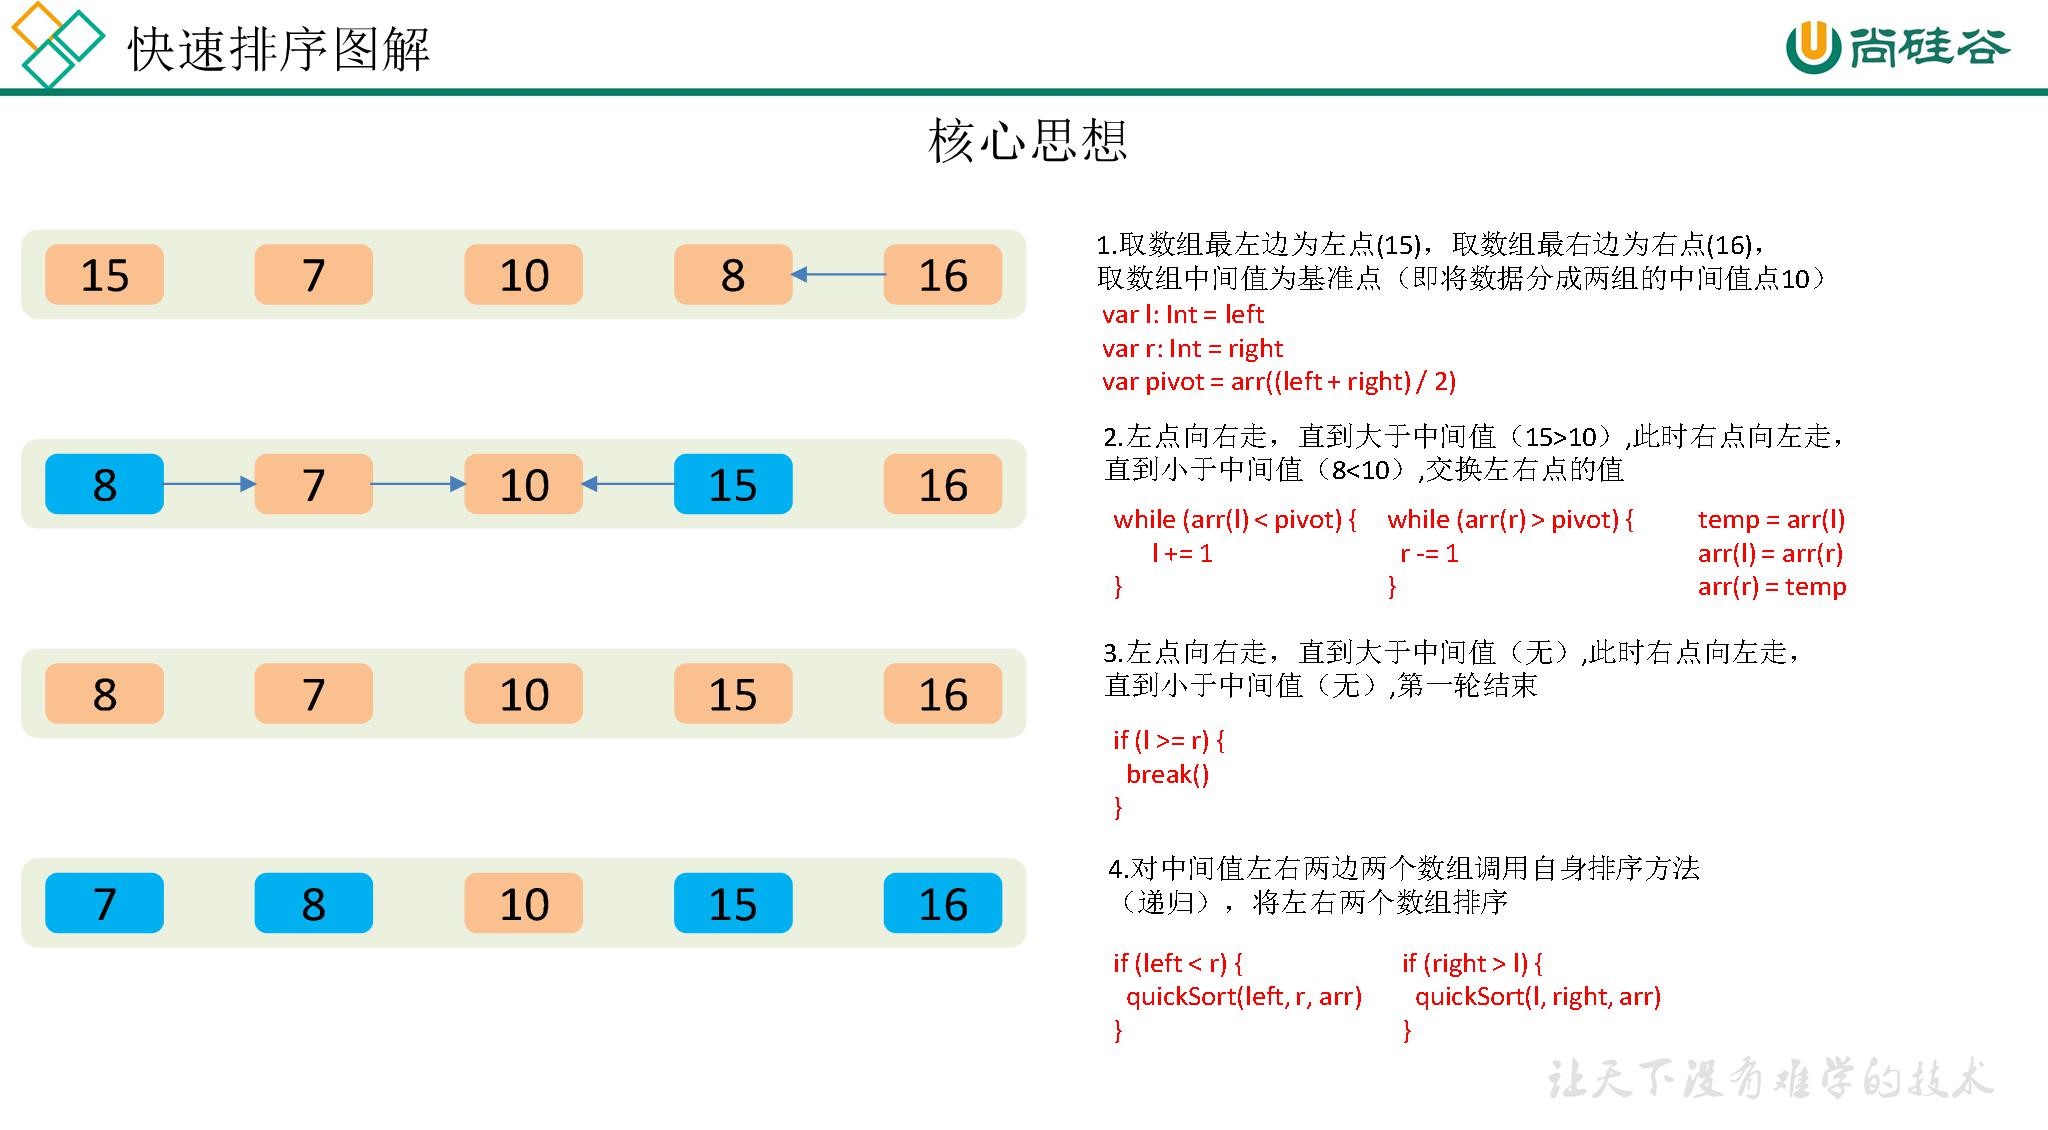 快速排序图解
尚硅谷
核心思想
15 7 10 8 16
1.取数组最左边为左点(15)，取数组最右边为右点(16)，
取数组中间值为基准点（即将数据分成两组的中间值点10）
var l: Int = left
var r: Int = right
var pivot = arr((left + right) / 2)
8 7 10 15 16
2.左点向右走，直到大于中间值（15>10）,此时右点向左走，
直到小于中间值（8<10）,交换左右点的值
while (arr(l) < pivot) { while (arr(r) > pivot) { temp = arr(l)
l += 1 r -= 1 arr(l) = arr(r)
} } arr(r) = temp
8 7 10 15 16
3.左点向右走，直到大于中间值（无）,此时右点向左走，
直到小于中间值（无）,第一轮结束
if (l >= r) {
break()
}
7 8 10 15 16
4.对中间值左右两边两个数组调用自身排序方法
（递归），将左右两个数组排序
if (left < r) { if (right > l) {
quickSort(left, r, arr) quickSort(l, right, arr)
} }
让天下没有难学的技术